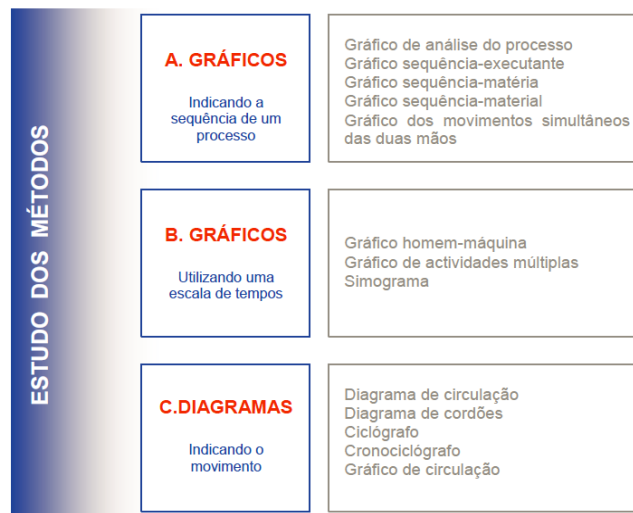 ESTUDO DOS MÉTODOS
A. GRÁFICOS
Indicando a
sequência de um
processo
Gráfico de análise do processo
Gráfico sequência-executante
Gráfico sequência-matéria
Gráfico sequência-material
Gráfico dos movimentos simultâneos
das duas mãos
B. GRÁFICOS
Utilizando uma
escala de tempos
Gráfico homem-máquina
Gráfico de actividades múltiplas
Simograma
C.DIAGRAMAS
Indicando o
movimento
Diagrama de circulação
Diagrama de cordões
Ciclógrafo
Cronociclógrafo
Gráfico de circulação